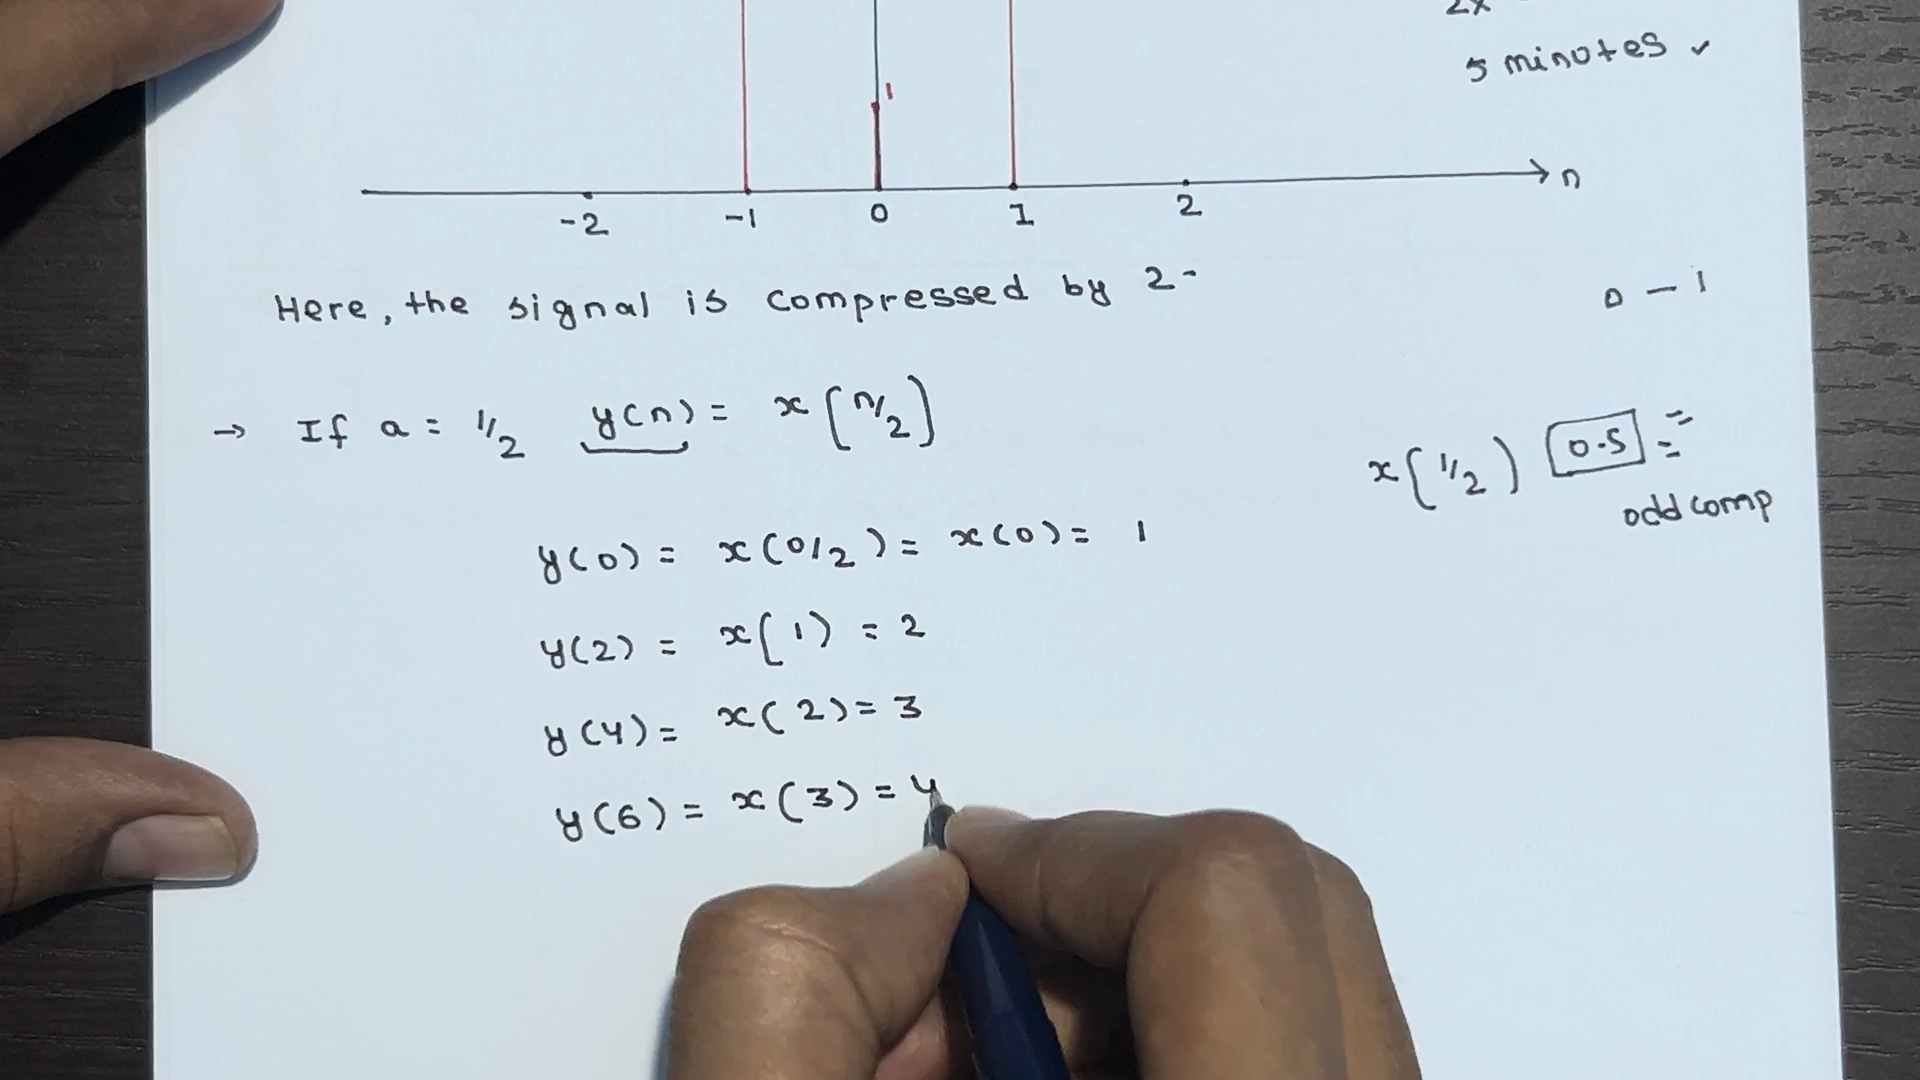 2x
5 minutes ✓
1
n
-2 -1 0 1 2
Here, the signal is compressed by 2-
0 - 1
→ If a = 1/2 y(n) = x[n/2]
x(1/2) 0.5 =
odd comp
y(0) = x(0/2) = x(0) = 1
y(2) = x[1) = 2
y(4) = x(2) = 3
y(6) = x(3) = 4